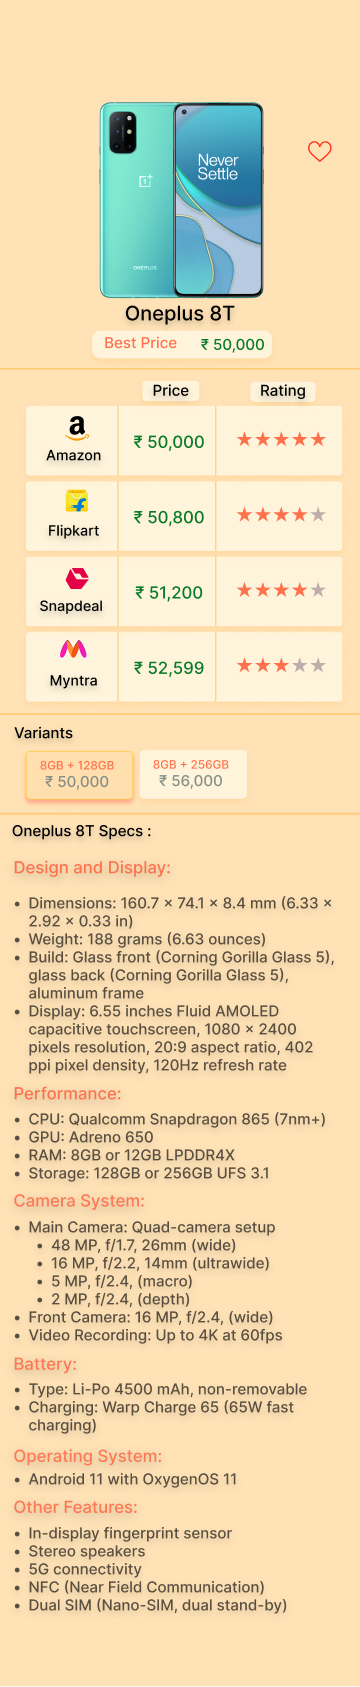 Never
Settle
1+
ONEPLUS
Oneplus 8T
Best Price ₹ 50,000
Price Rating
a
Amazon ₹ 50,000
Flipkart ₹ 50,800
Snapdeal ₹ 51,200
Myntra ₹ 52,599
Variants
8GB + 128GB 8GB + 256GB
₹ 50,000 ₹ 56,000
Oneplus 8T Specs :
Design and Display:
• Dimensions: 160.7 × 74.1 × 8.4 mm (6.33 ×
2.92 × 0.33 in)
• Weight: 188 grams (6.63 ounces)
• Build: Glass front (Corning Gorilla Glass 5),
glass back (Corning Gorilla Glass 5),
aluminum frame
• Display: 6.55 inches Fluid AMOLED
capacitive touchscreen, 1080 × 2400
pixels resolution, 20:9 aspect ratio, 402
ppi pixel density, 120Hz refresh rate
Performance:
• CPU: Qualcomm Snapdragon 865 (7nm+)
• GPU: Adreno 650
• RAM: 8GB or 12GB LPDDR4X
• Storage: 128GB or 256GB UFS 3.1
Camera System:
• Main Camera: Quad-camera setup
• 48 MP, f/1.7, 26mm (wide)
• 16 MP, f/2.2, 14mm (ultrawide)
• 5 MP, f/2.4, (macro)
• 2 MP, f/2.4, (depth)
• Front Camera: 16 MP, f/2.4, (wide)
• Video Recording: Up to 4K at 60fps
Battery:
• Type: Li-Po 4500 mAh, non-removable
• Charging: Warp Charge 65 (65W fast
charging)
Operating System:
• Android 11 with OxygenOS 11
Other Features:
• In-display fingerprint sensor
• Stereo speakers
• 5G connectivity
• NFC (Near Field Communication)
• Dual SIM (Nano-SIM, dual stand-by)